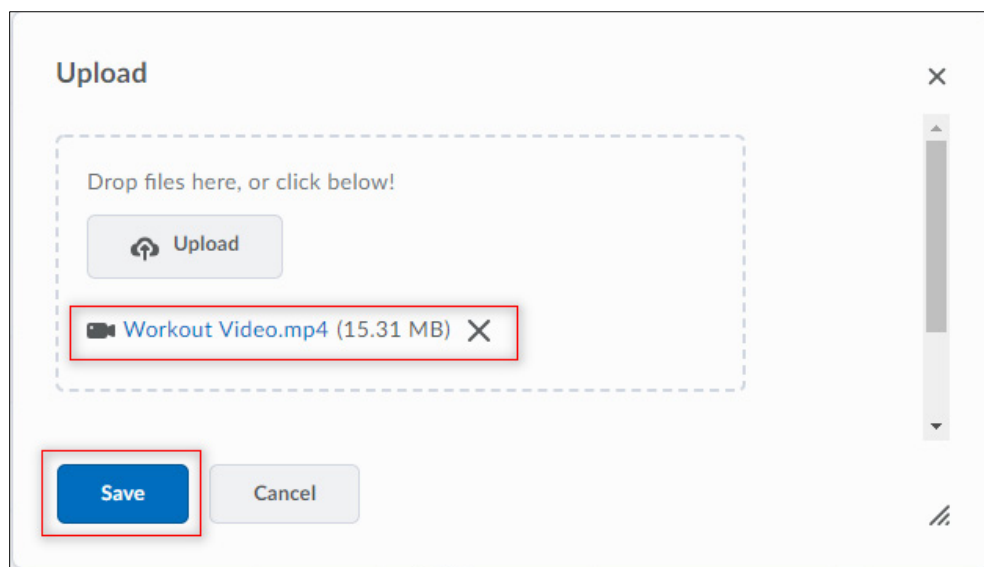 Upload
Drop files here, or click below!
Upload
Workout Video.mp4 (15.31 MB)
Save
Cancel